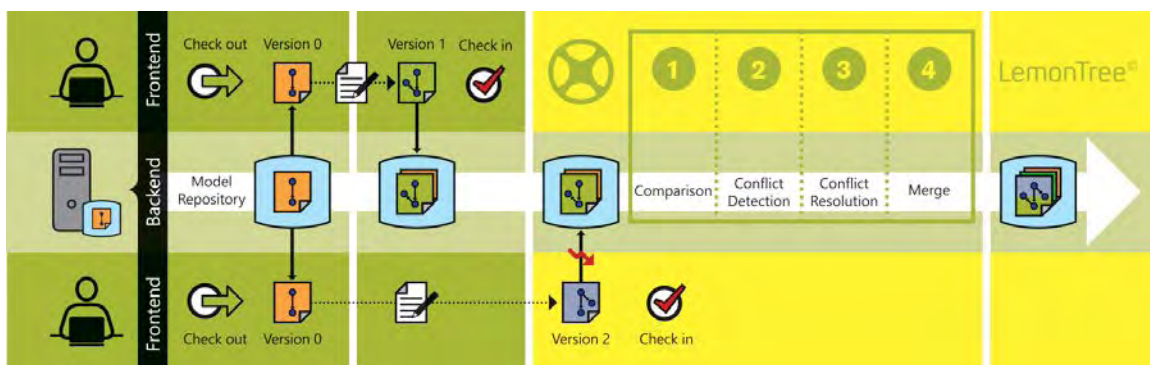 Frontend
Check out
Version 0
Version 1
Check in
1
2
3
4
LemonTree©
Backend
Model
Repository
Comparison
Conflict
Detection
Conflict
Resolution
Merge
Frontend
Check out
Version 0
Version 2
Check in